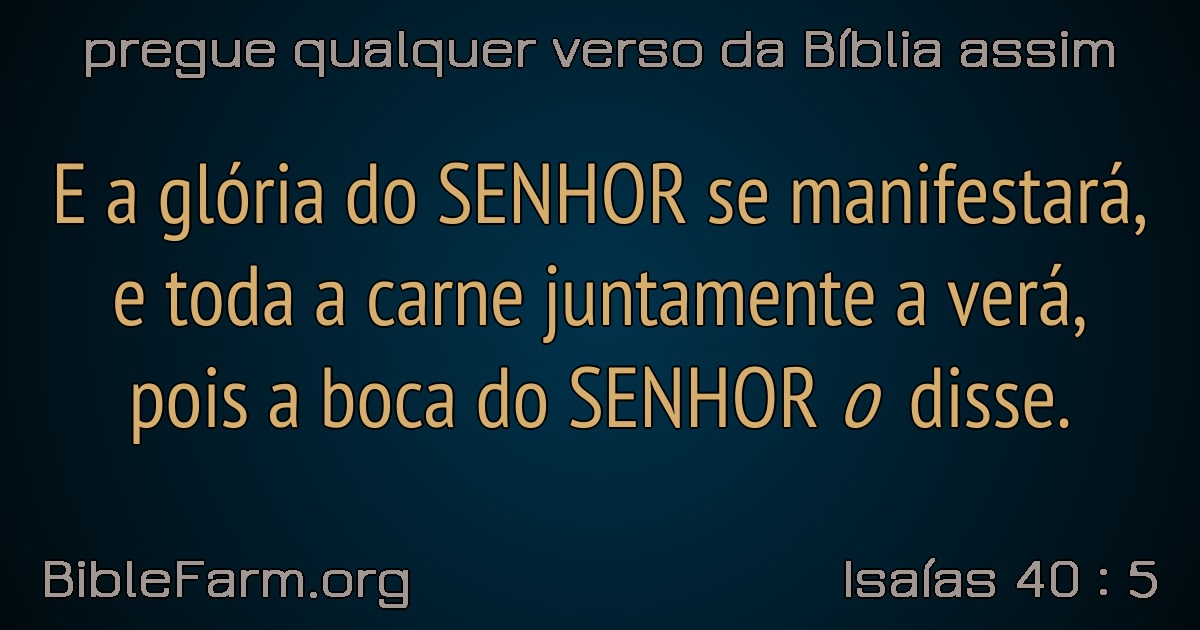 pregue qualquer verso da Bíblia assim
E a glória do SENHOR se manifestará,
e toda a carne juntamente a verá,
pois a boca do SENHOR o disse.
BibleFarm.org
Isaías 40 : 5